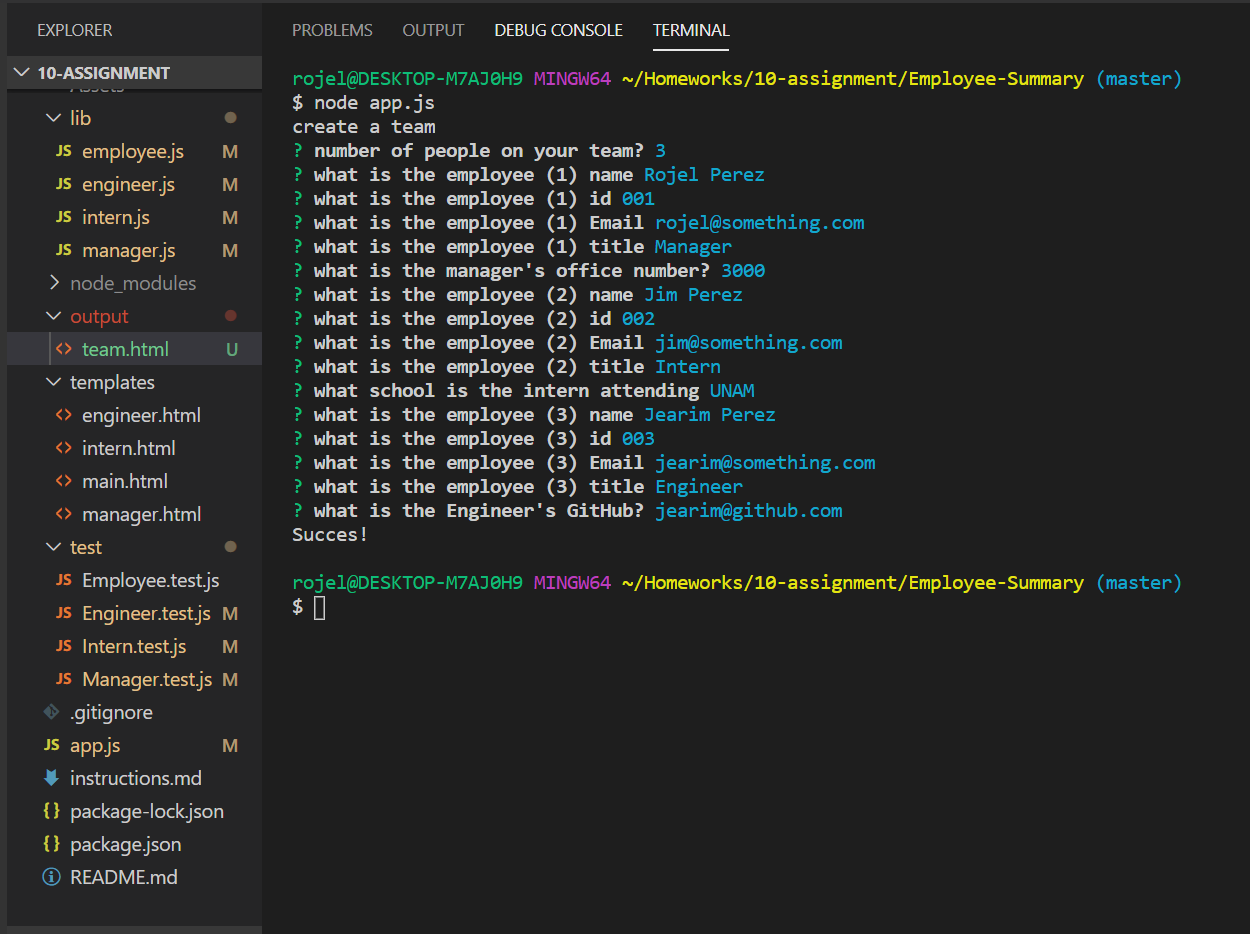 EXPLORER
10-ASSIGNMENT
Assets
lib
JS employee.js M
JS engineer.js M
JS intern.js M
JS manager.js M
node_modules
output
<> team.html U
templates
<> engineer.html
<> intern.html
<> main.html
<> manager.html
test
JS Employee.test.js
JS Engineer.test.js M
JS Intern.test.js M
JS Manager.test.js M
.gitignore
JS app.js M
instructions.md
{} package-lock.json
{} package.json
README.md
PROBLEMS OUTPUT DEBUG CONSOLE TERMINAL
rojel@DESKTOP-M7AJ0H9 MINGW64 ~/Homeworks/10-assignment/Employee-Summary (master)
$ node app.js
create a team
? number of people on your team? 3
? what is the employee (1) name Rojel Perez
? what is the employee (1) id 001
? what is the employee (1) Email rojel@something.com
? what is the employee (1) title Manager
? what is the manager's office number? 3000
? what is the employee (2) name Jim Perez
? what is the employee (2) id 002
? what is the employee (2) Email jim@something.com
? what is the employee (2) title Intern
? what school is the intern attending UNAM
? what is the employee (3) name Jearim Perez
? what is the employee (3) id 003
? what is the employee (3) Email jearim@something.com
? what is the employee (3) title Engineer
? what is the Engineer's GitHub? jearim@github.com
Succes!
rojel@DESKTOP-M7AJ0H9 MINGW64 ~/Homeworks/10-assignment/Employee-Summary (master)
$